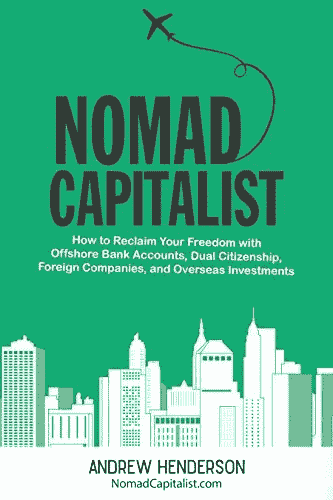 NOMAD
CAPITALIST
How to Reclaim Your Freedom with
Offshore Bank Accounts, Dual Citizenship,
Foreign Companies, and Overseas Investments
ANDREW HENDERSON
NomadCapitalist.com